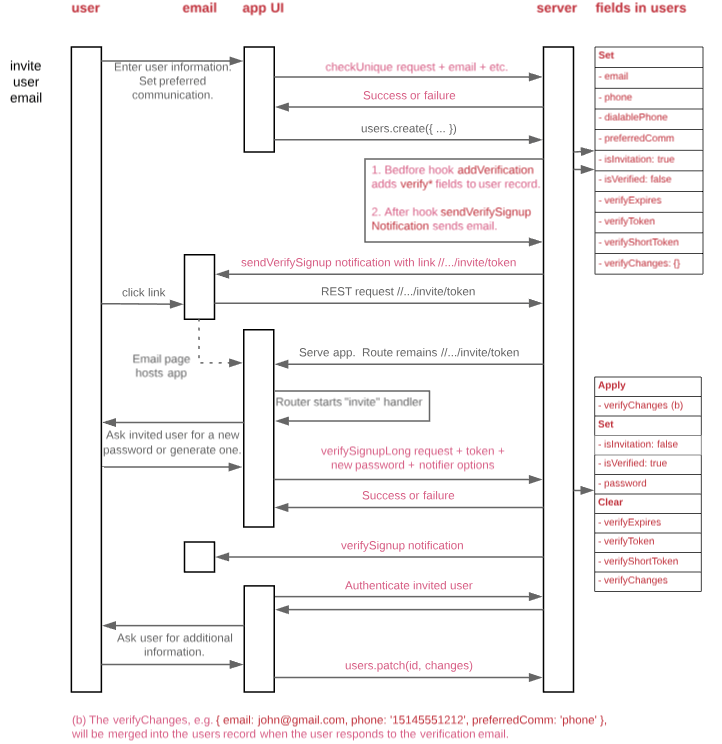 user
email
app UI
server
fields in users
invite
user
email
Enter user information.
Set preferred
communication.
checkUnique request + email + etc.
Success or failure
users.create({ ... })
1. Bedfore hook addVerification
adds verify* fields to user record.
2. After hook sendVerifySignup
Notification sends email.
Set
- email
- phone
- dialablePhone
- preferredComm
- isInvitation: true
- isVerified: false
- verifyExpires
- verifyToken
- verifyShortToken
- verifyChanges: {}
sendVerifySignup notification with link //.../invite/token
click link
REST request //.../invite/token
Email page
hosts app
Serve app. Route remains //.../invite/token
Router starts "invite" handler
Ask invited user for a new
password or generate one.
verifySignupLong request + token +
new password + notifier options
Success or failure
Apply
- verifyChanges (b)
Set
- isInvitation: false
- isVerified: true
- password
Clear
- verifyExpires
- verifyToken
- verifyShortToken
- verifyChanges
verifySignup notification
Authenticate invited user
Ask user for additional
information.
users.patch(id, changes)
(b) The verifyChanges, e.g. { email: john@gmail.com, phone: '15145551212', preferredComm: 'phone' },
will be merged into the users record when the user responds to the verification email.